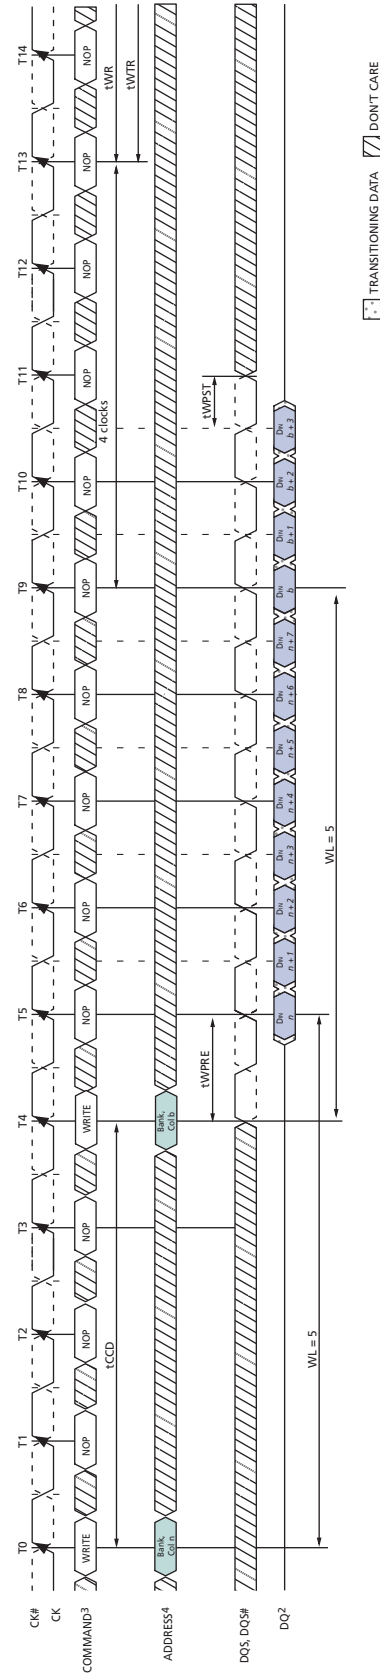 T0 T1 T2 T3 T4 T5 T6 T7 T8 T9 T10 T11 T12 T13 T14
CK#
CK
COMMAND3 WRITE NOP NOP NOP WRITE NOP NOP NOP NOP NOP NOP NOP NOP NOP NOP
tCCD 4 clocks tWR
tWTR
ADDRESS4 Bank, Col n Bank, Col b
tWPRE tWPST
DQS, DQS#
DQ2 DIN n DIN n + 1 DIN n + 2 DIN n + 3 DIN n + 4 DIN n + 5 DIN n + 6 DIN n + 7 DIN b DIN b + 1 DIN b + 2 DIN b + 3
WL = 5
WL = 5
TRANSITIONING DATA DON'T CARE